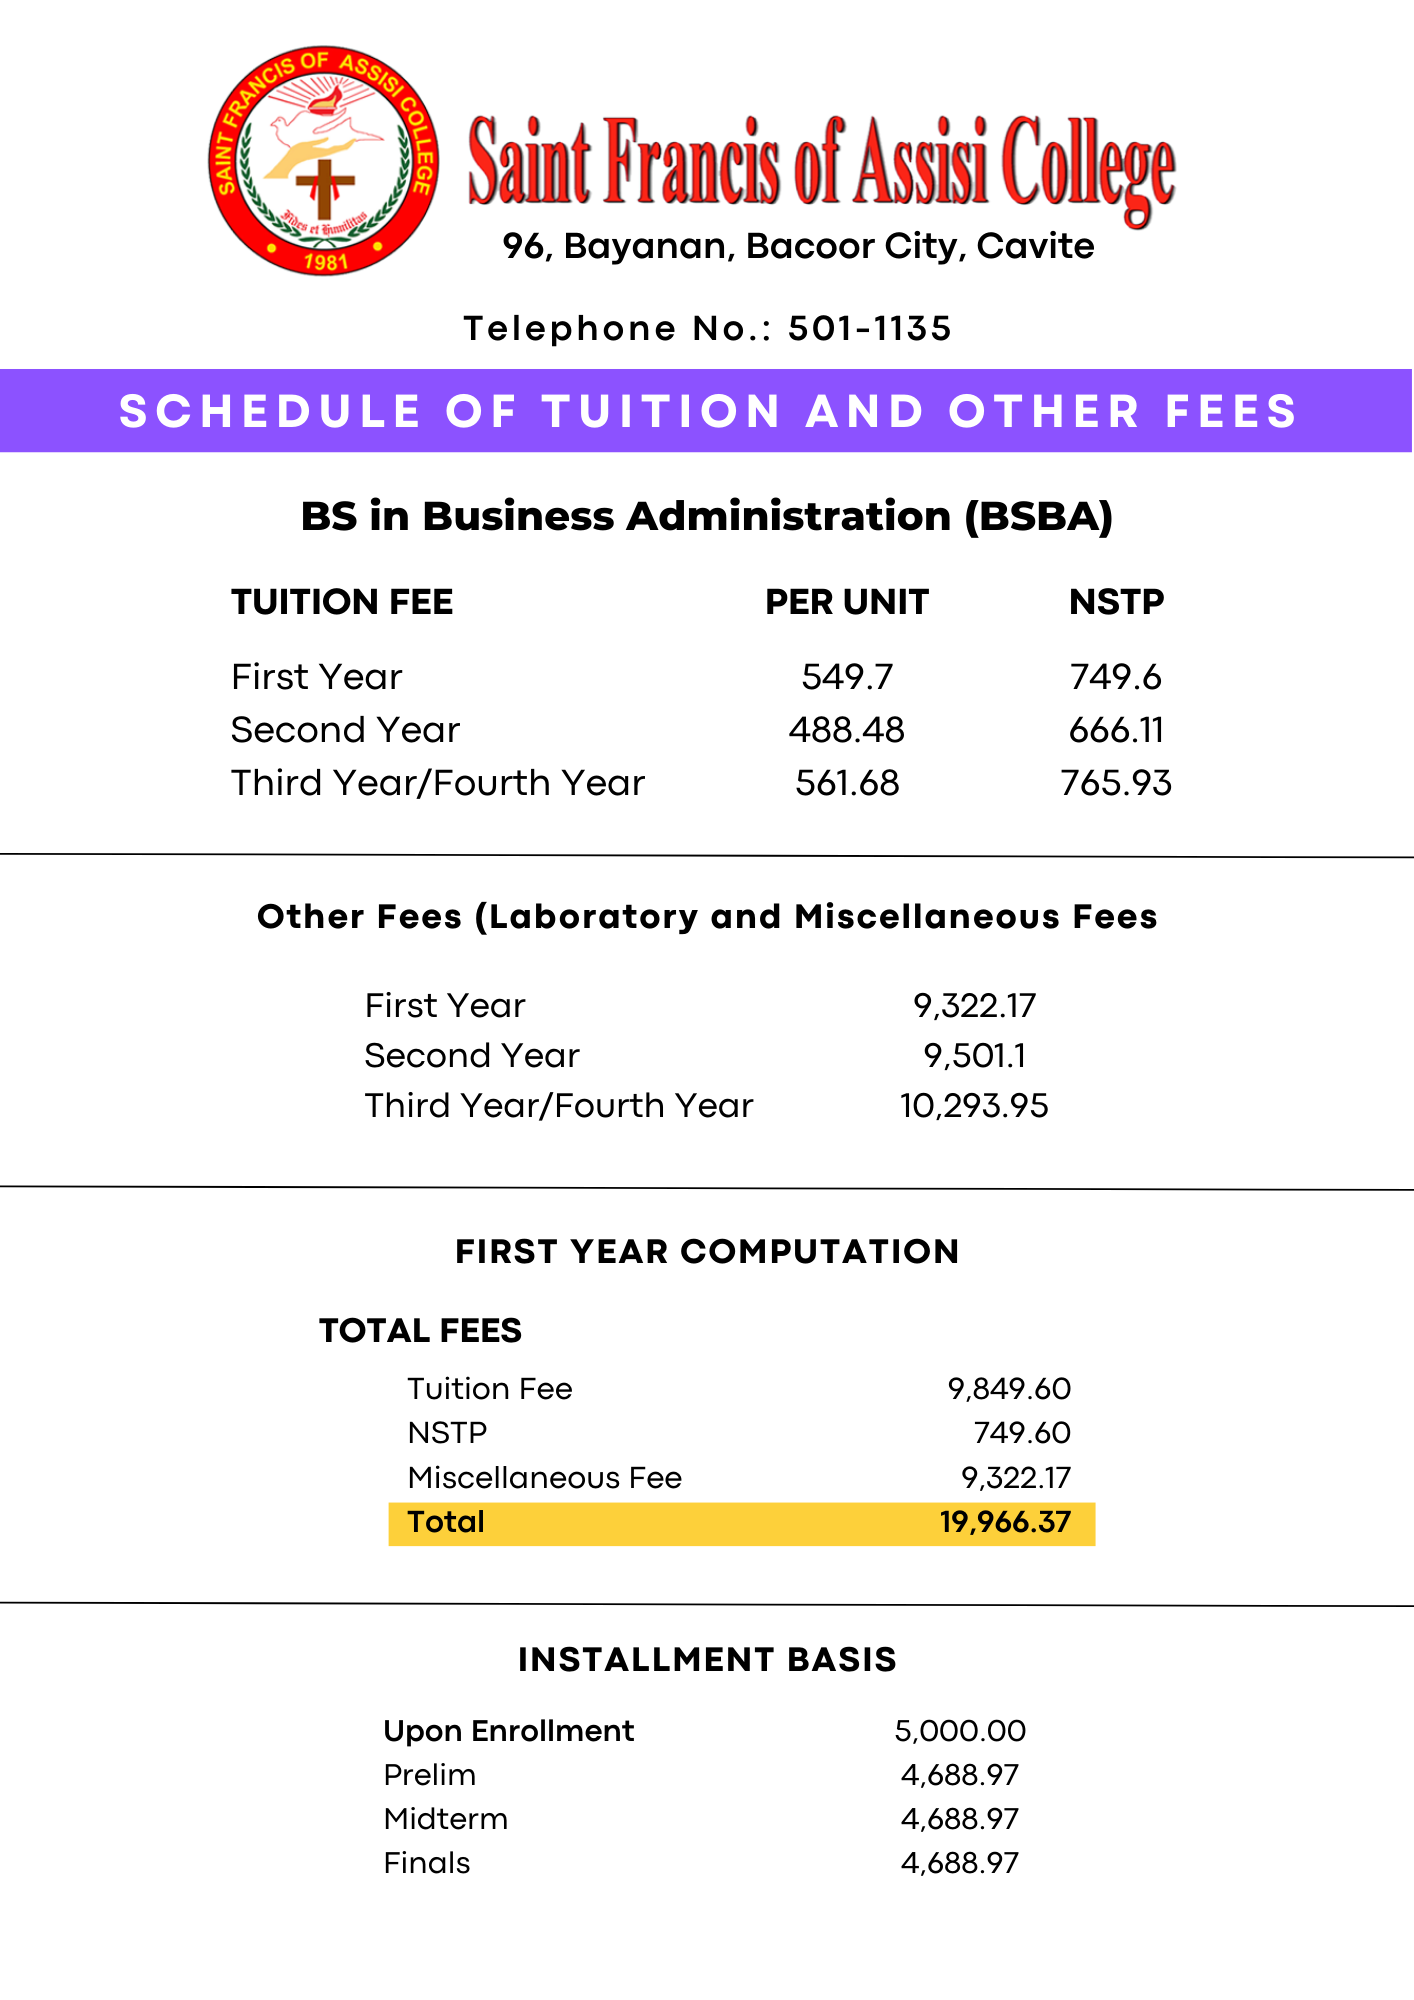 SAINT FRANCIS OF ASSISI COLLEGE
Fides et Humilitas
1981
Saint Francis of Assisi College
96, Bayanan, Bacoor City, Cavite
Telephone No.: 501-1135
SCHEDULE OF TUITION AND OTHER FEES
BS in Business Administration (BSBA)
TUITION FEE PER UNIT NSTP
First Year 549.7 749.6
Second Year 488.48 666.11
Third Year/Fourth Year 561.68 765.93
Other Fees (Laboratory and Miscellaneous Fees
First Year 9,322.17
Second Year 9,501.1
Third Year/Fourth Year 10,293.95
FIRST YEAR COMPUTATION
TOTAL FEES
Tuition Fee 9,849.60
NSTP 749.60
Miscellaneous Fee 9,322.17
Total 19,966.37
INSTALLMENT BASIS
Upon Enrollment 5,000.00
Prelim 4,688.97
Midterm 4,688.97
Finals 4,688.97